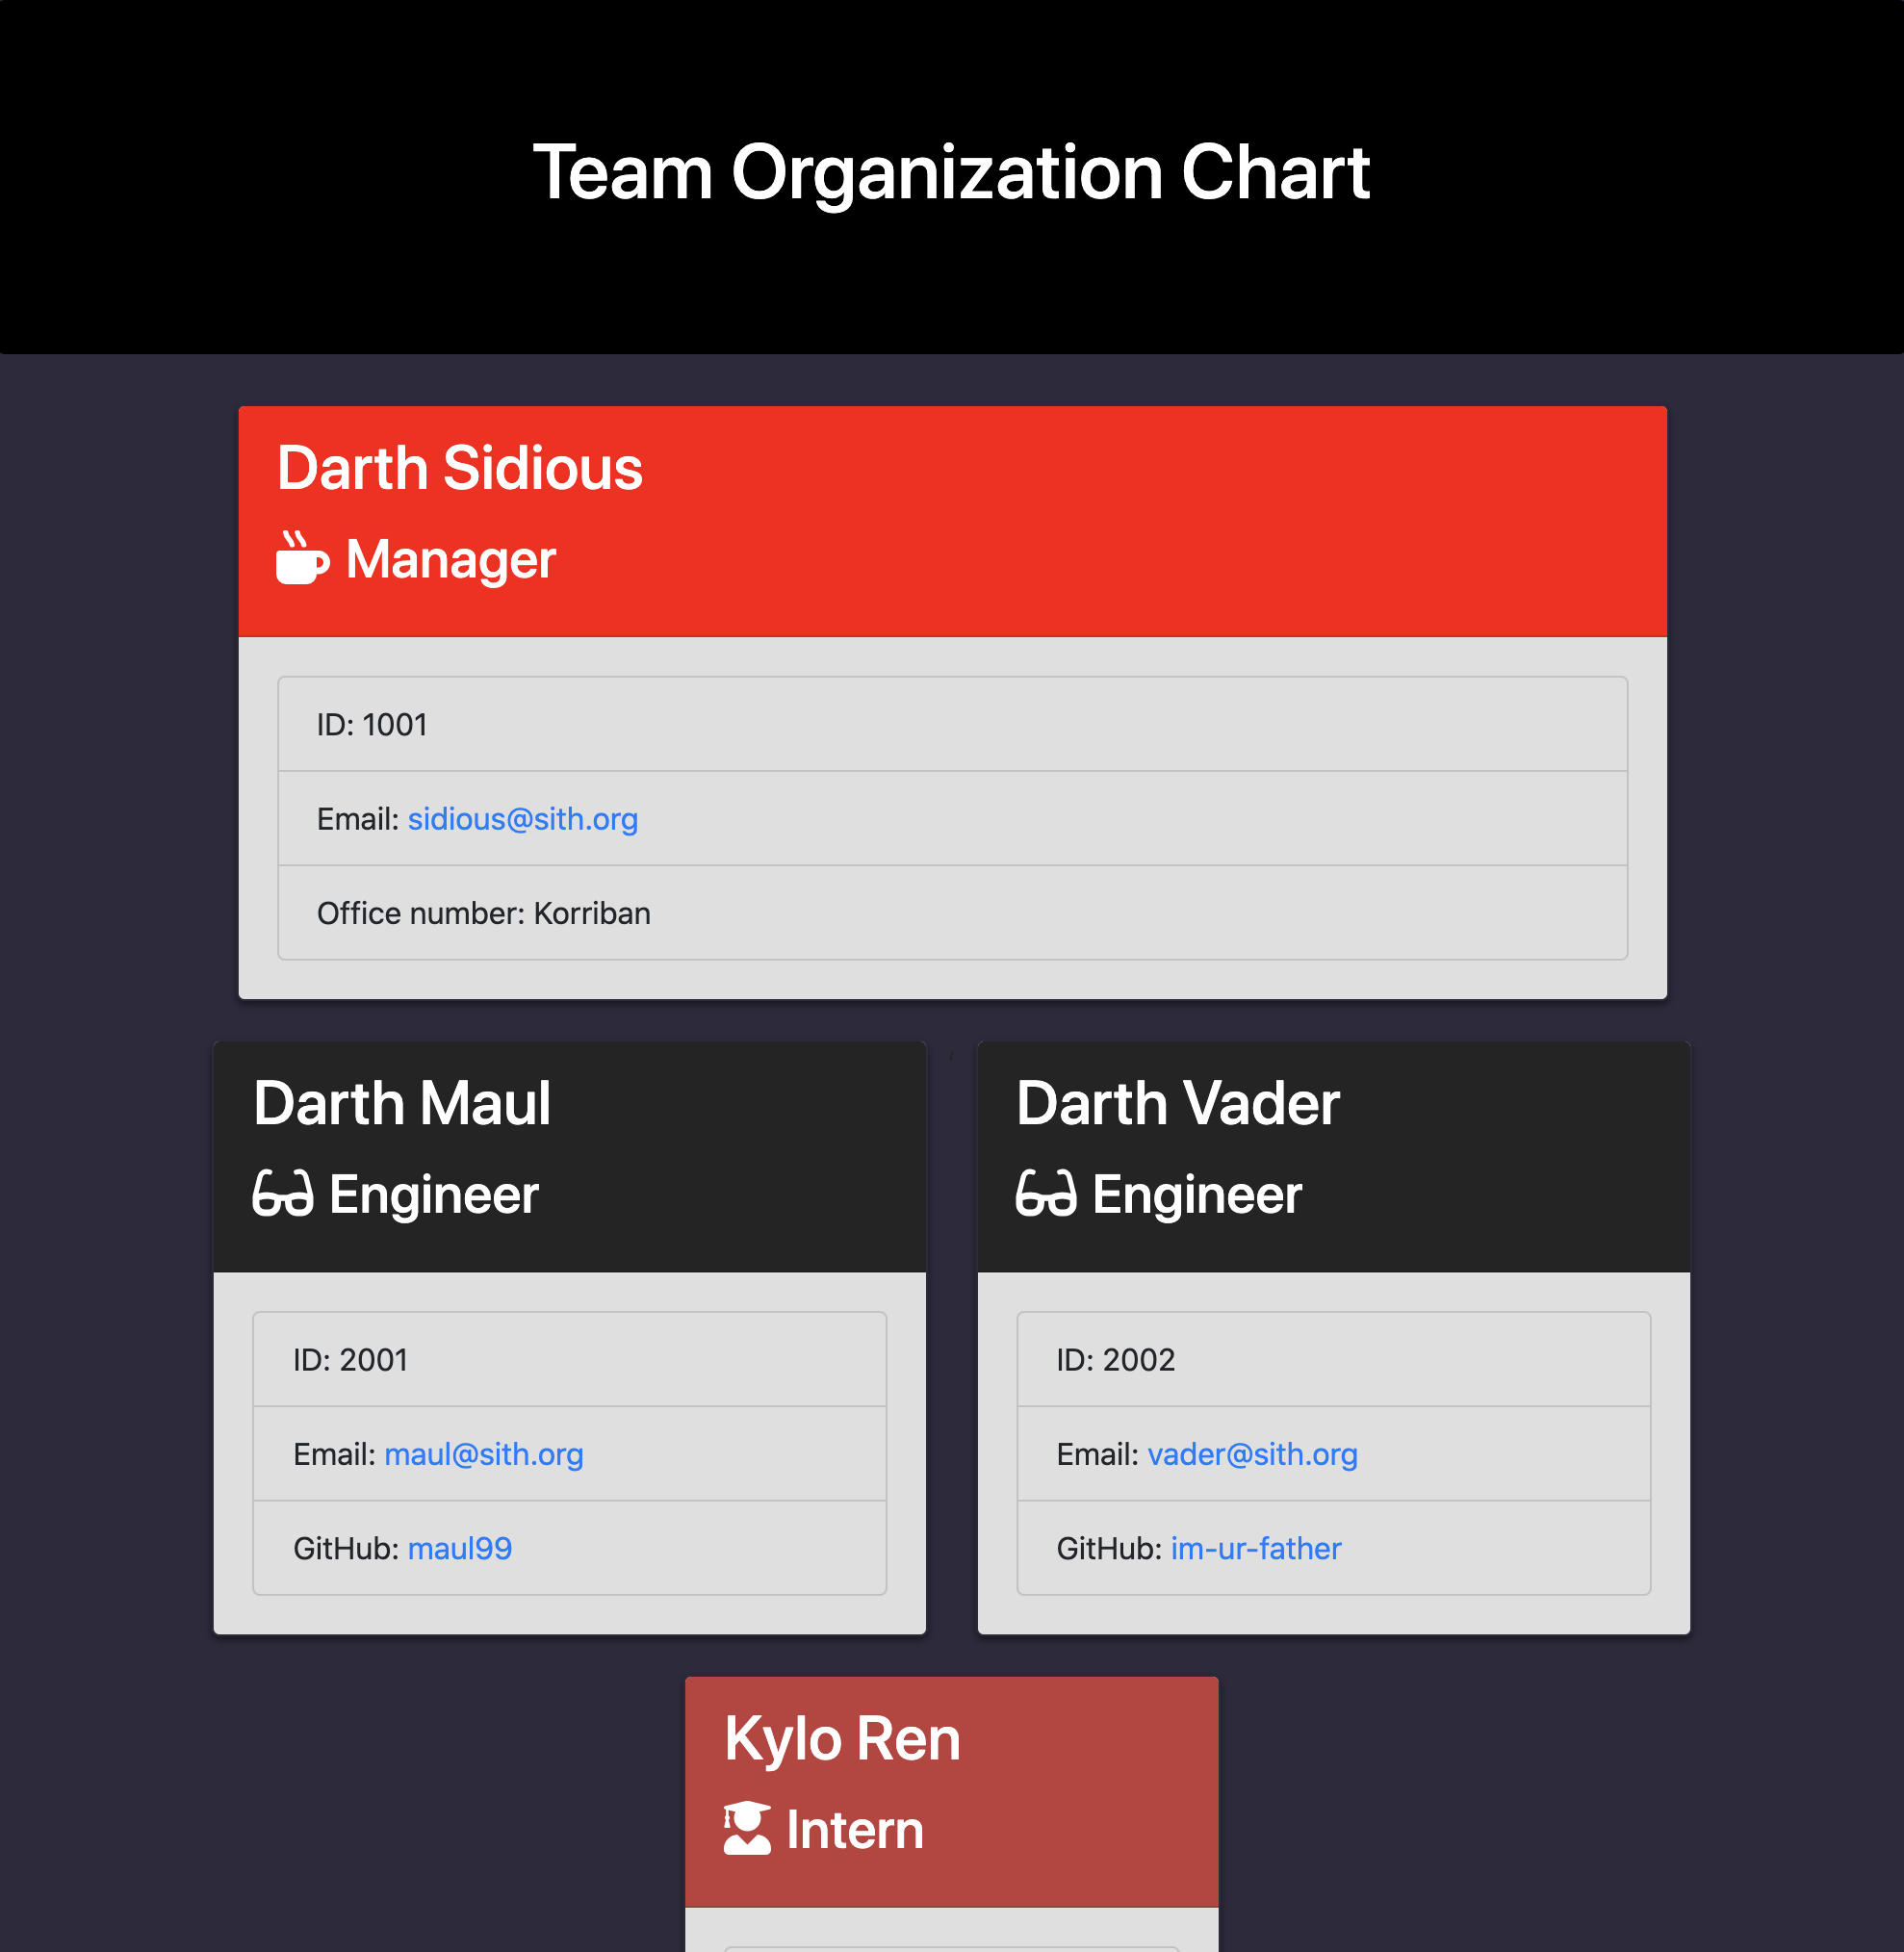 Team Organization Chart
Darth Sidious
Manager
ID: 1001
Email: sidious@sith.org
Office number: Korriban
Darth Maul
Engineer
ID: 2001
Email: maul@sith.org
GitHub: maul99
,
Darth Vader
Engineer
ID: 2002
Email: vader@sith.org
GitHub: im-ur-father
Kylo Ren
Intern